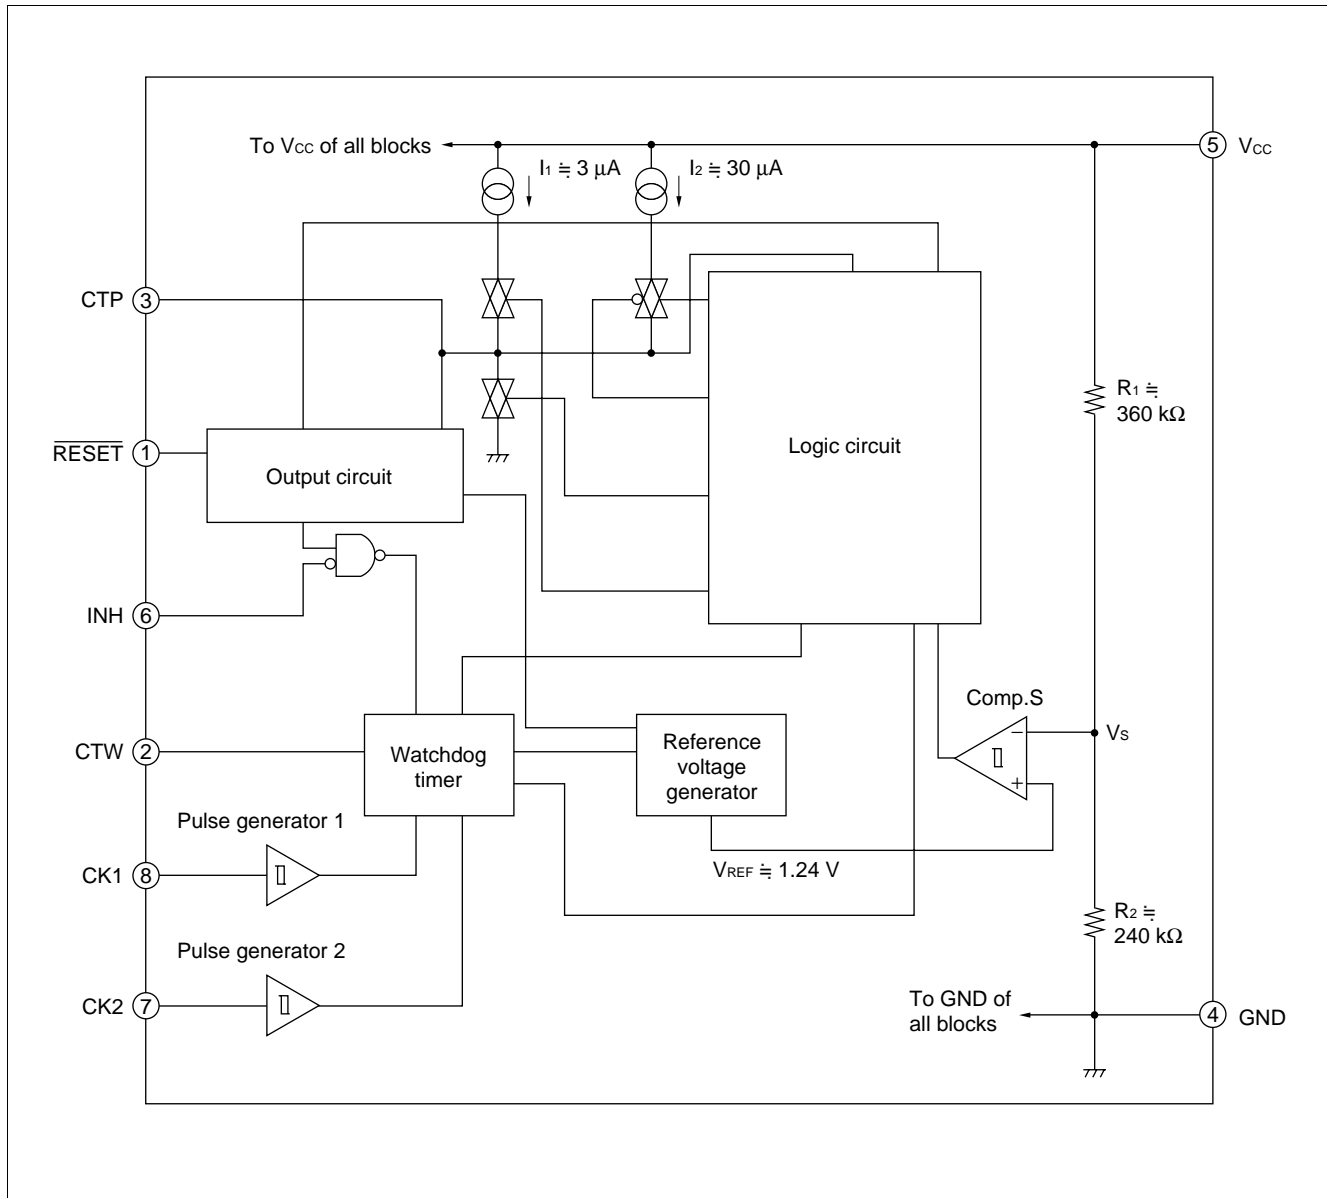 To VCC of all blocks
5
VCC
I1 ≒ 3 μA
I2 ≒ 30 μA
CTP
3
R1 ≒
360 kΩ
RESET
1
Output circuit
Logic circuit
INH
6
Comp.S
−
VS
+
CTW
2
Watchdog
timer
Reference
voltage
generator
Pulse generator 1
VREF ≒ 1.24 V
CK1
8
R2 ≒
240 kΩ
Pulse generator 2
CK2
7
To GND of
all blocks
4
GND